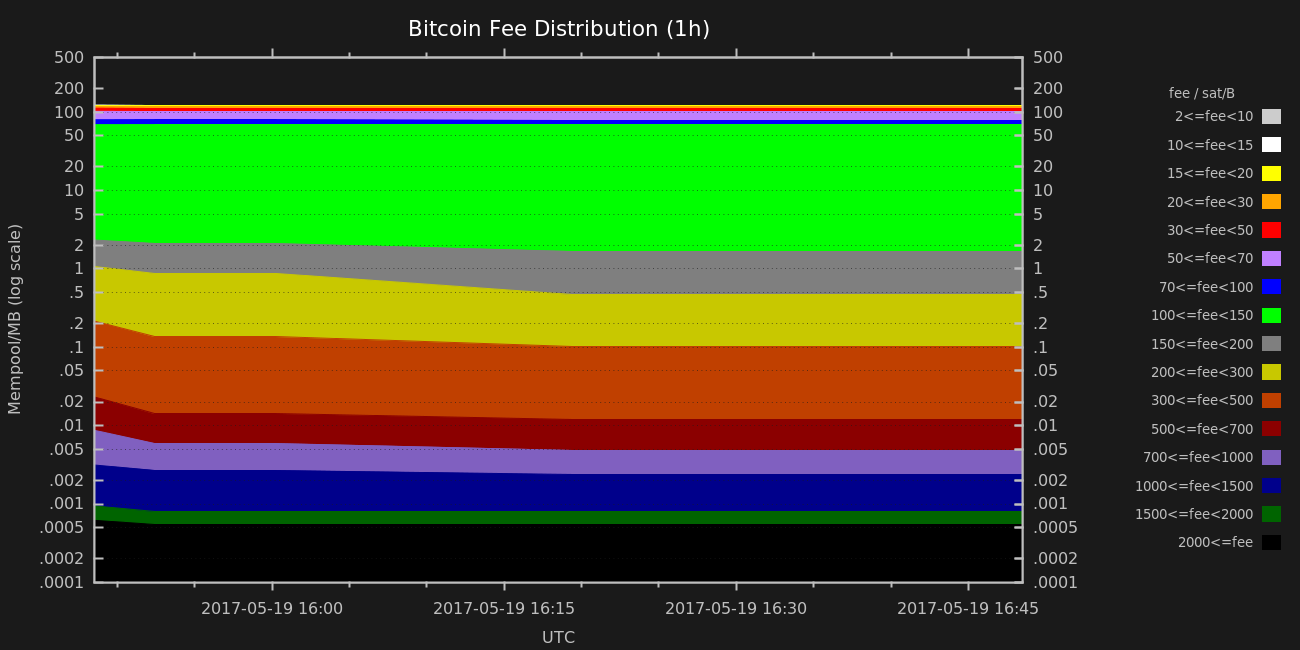 Bitcoin Fee Distribution (1h)
Mempool/MB (log scale)
500
200
100
50
20
10
5
2
1
.5
.2
.1
.05
.02
.01
.005
.002
.001
.0005
.0002
.0001
500
200
100
50
20
10
5
2
1
.5
.2
.1
.05
.02
.01
.005
.002
.001
.0005
.0002
.0001
2017-05-19 16:00
2017-05-19 16:15
2017-05-19 16:30
2017-05-19 16:45
UTC
fee / sat/B
2<=fee<10
10<=fee<15
15<=fee<20
20<=fee<30
30<=fee<50
50<=fee<70
70<=fee<100
100<=fee<150
150<=fee<200
200<=fee<300
300<=fee<500
500<=fee<700
700<=fee<1000
1000<=fee<1500
1500<=fee<2000
2000<=fee